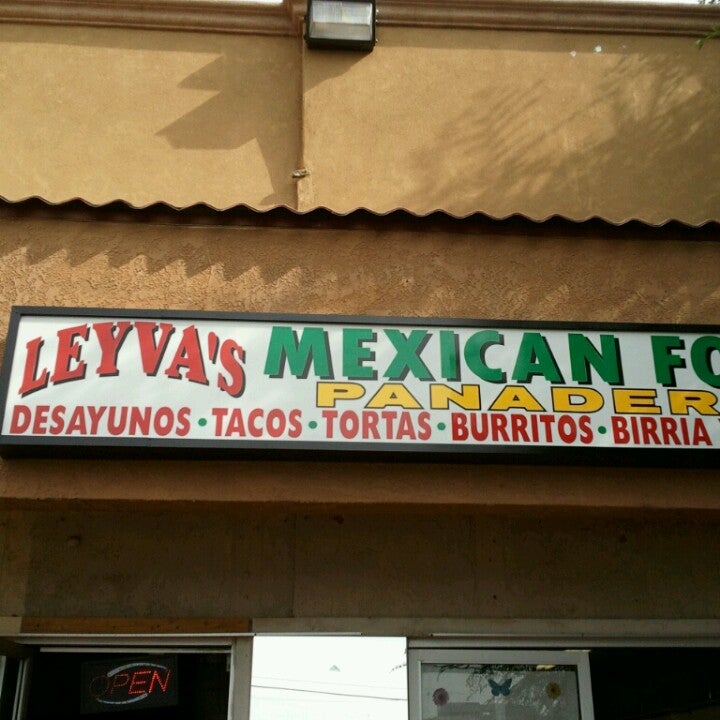 LEYVA'S MEXICAN FO
PANADER
DESAYUNOS • TACOS • TORTAS • BURRITOS • BIRRIA Y
OPEN